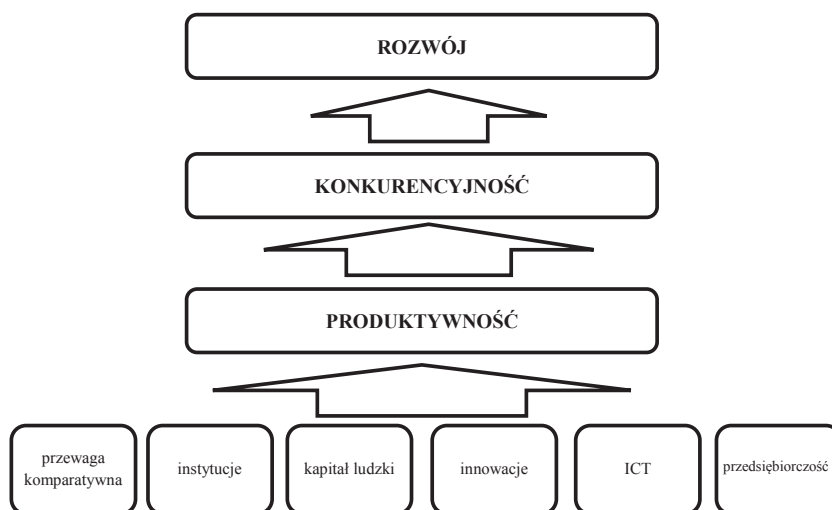 ROZWÓJ
KONKURENCYJNOŚĆ
PRODUKTYWNOŚĆ
przewaga
komparatywna
instytucje
kapitał ludzki
innowacje
ICT
przedsiębiorczość